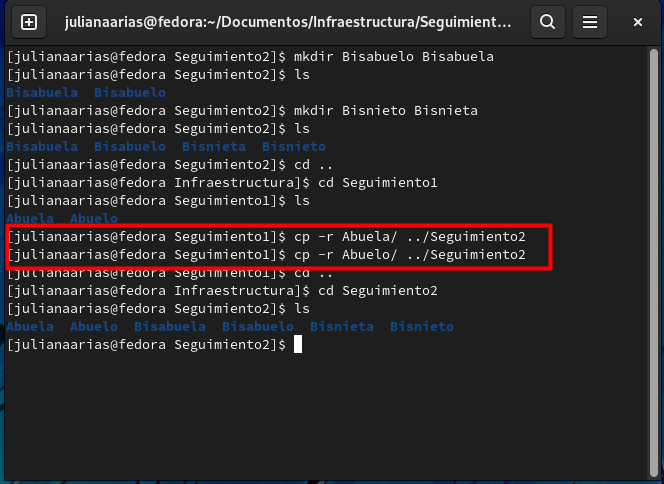 julianaarias@fedora:~/Documentos/Infraestructura/Seguimient...
[julianaarias@fedora Seguimiento2]$ mkdir Bisabuelo Bisabuela
[julianaarias@fedora Seguimiento2]$ ls
Bisabuela  Bisabuelo
[julianaarias@fedora Seguimiento2]$ mkdir Bisnieto Bisnieta
[julianaarias@fedora Seguimiento2]$ ls
Bisabuela  Bisabuelo  Bisnieta  Bisnieto
[julianaarias@fedora Seguimiento2]$ cd ..
[julianaarias@fedora Infraestructura]$ cd Seguimiento1
[julianaarias@fedora Seguimiento1]$ ls
Abuela  Abuelo
[julianaarias@fedora Seguimiento1]$ cp -r Abuela/ ../Seguimiento2
[julianaarias@fedora Seguimiento1]$ cp -r Abuelo/ ../Seguimiento2
[julianaarias@fedora Seguimiento1]$ cd ..
[julianaarias@fedora Infraestructura]$ cd Seguimiento2
[julianaarias@fedora Seguimiento2]$ ls
Abuela  Abuelo  Bisabuela  Bisabuelo  Bisnieta  Bisnieto
[julianaarias@fedora Seguimiento2]$